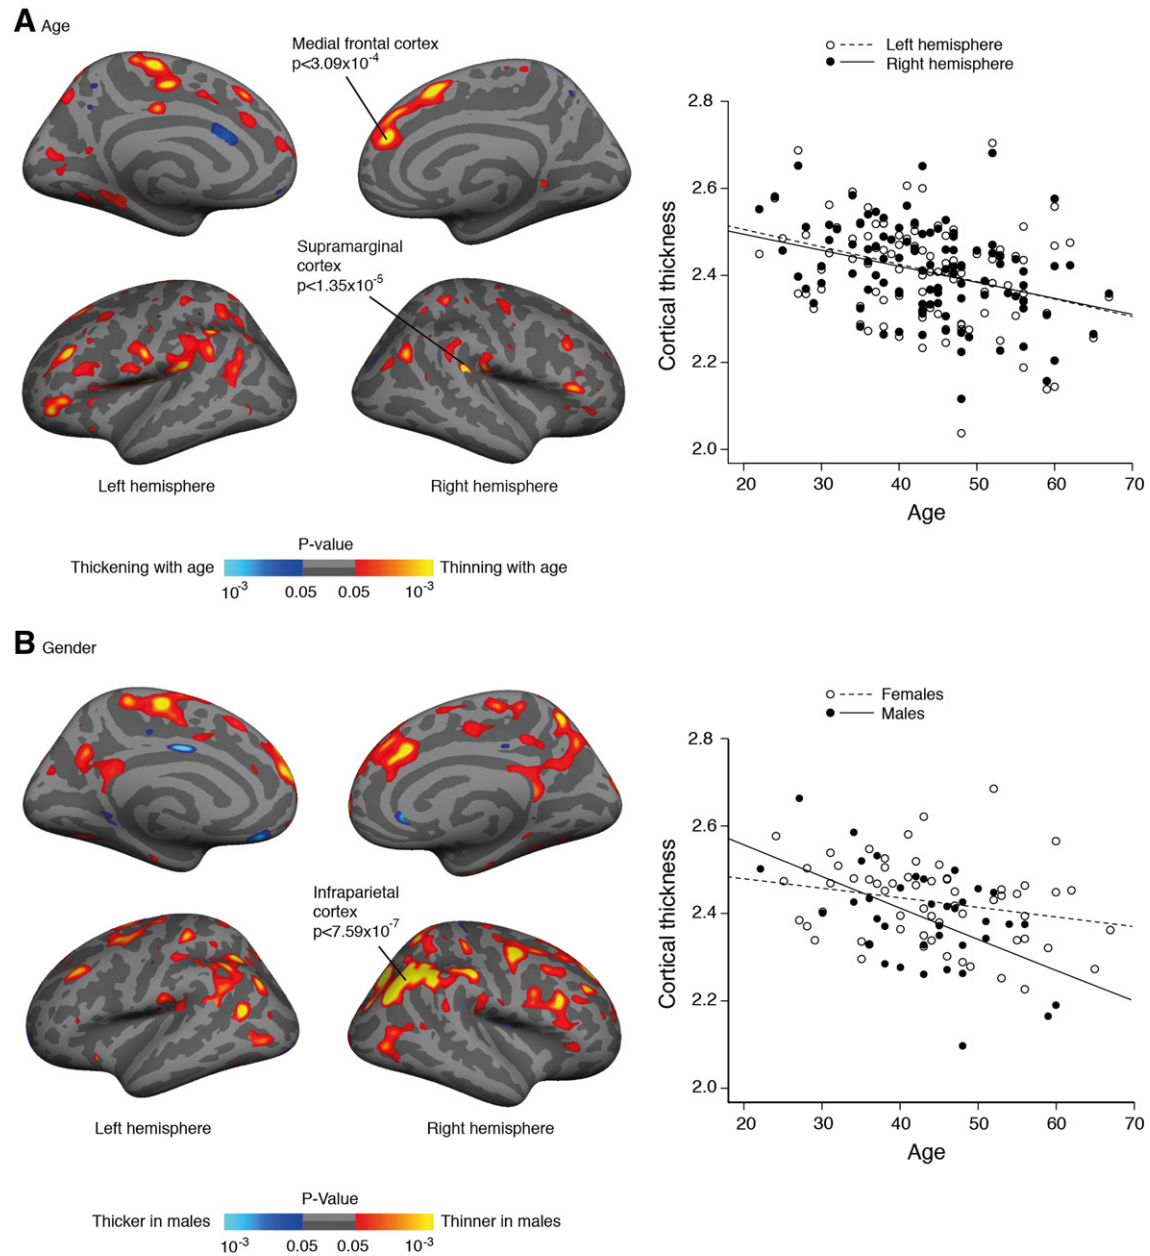 A Age
Medial frontal cortex
p<3.09x10-4
Supramarginal
cortex
p<1.35x10-5
Left hemisphere
Right hemisphere
P-value
Thickening with age
Thinning with age
10-3
0.05
0.05
10-3
Left hemisphere
Right hemisphere
2.8
2.6
2.4
2.2
2.0
Cortical thickness
20
30
40
50
60
70
Age
B Gender
Infraparietal
cortex
p<7.59x10-7
Left hemisphere
Right hemisphere
P-Value
Thicker in males
Thinner in males
10-3
0.05
0.05
10-3
Females
Males
2.8
2.6
2.4
2.2
2.0
Cortical thickness
20
30
40
50
60
70
Age